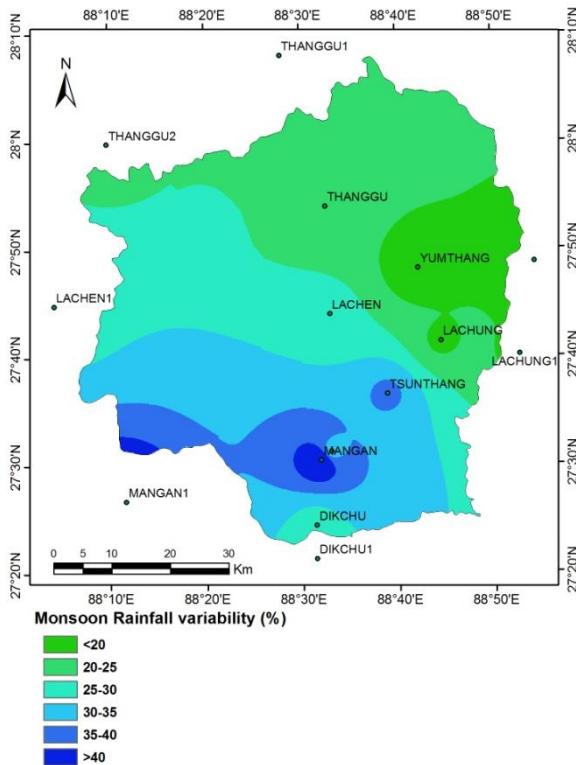 88°10'E 88°20'E 88°30'E 88°40'E 88°50'E
28°10'N 28°10'N
THANGGU1
N
THANGGU2
28°N 28°N
THANGGU
27°50'N 27°50'N
YUMTHANG
LACHEN1
LACHEN
LACHUNG
27°40'N 27°40'N
LACHUNG1
TSUNTHANG
MANGAN
27°30'N 27°30'N
MANGAN1
DIKCHU
DIKCHU1
0 5 10 20 30
Km
27°20'N 27°20'N
88°10'E 88°20'E 88°30'E 88°40'E 88°50'E
Monsoon Rainfall variability (%)
<20
20-25
25-30
30-35
35-40
>40